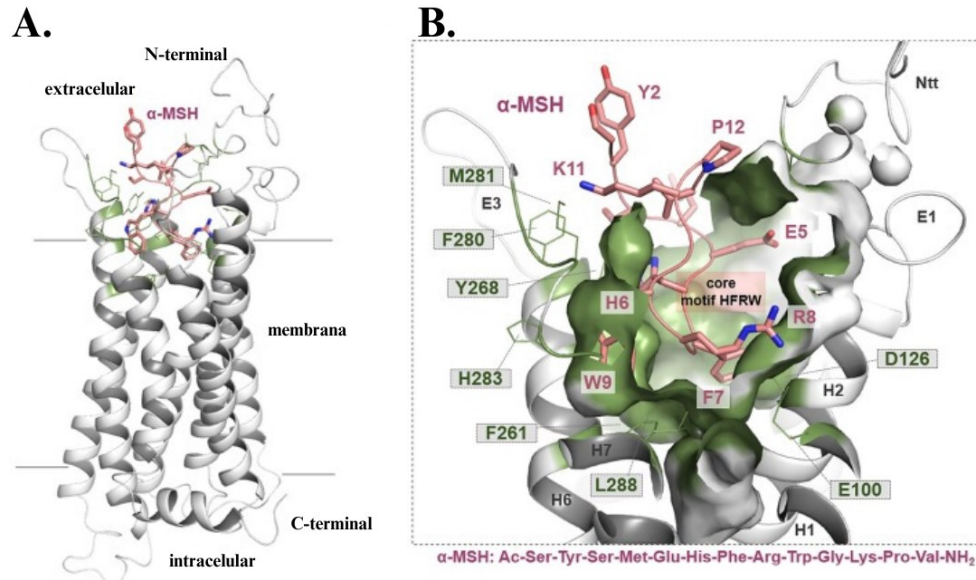 A.
N-terminal
extracelular
α-MSH
membrana
C-terminal
intracelular
B.
Ntt
α-MSH
Y2
P12
K11
M281
E3
E1
F280
E5
Y268
core
motif HFRW
H6
R8
H283
D126
W9
F7
H2
F261
H7
L288
E100
H6
H1
α-MSH: Ac-Ser-Tyr-Ser-Met-Glu-His-Phe-Arg-Trp-Gly-Lys-Pro-Val-NH₂